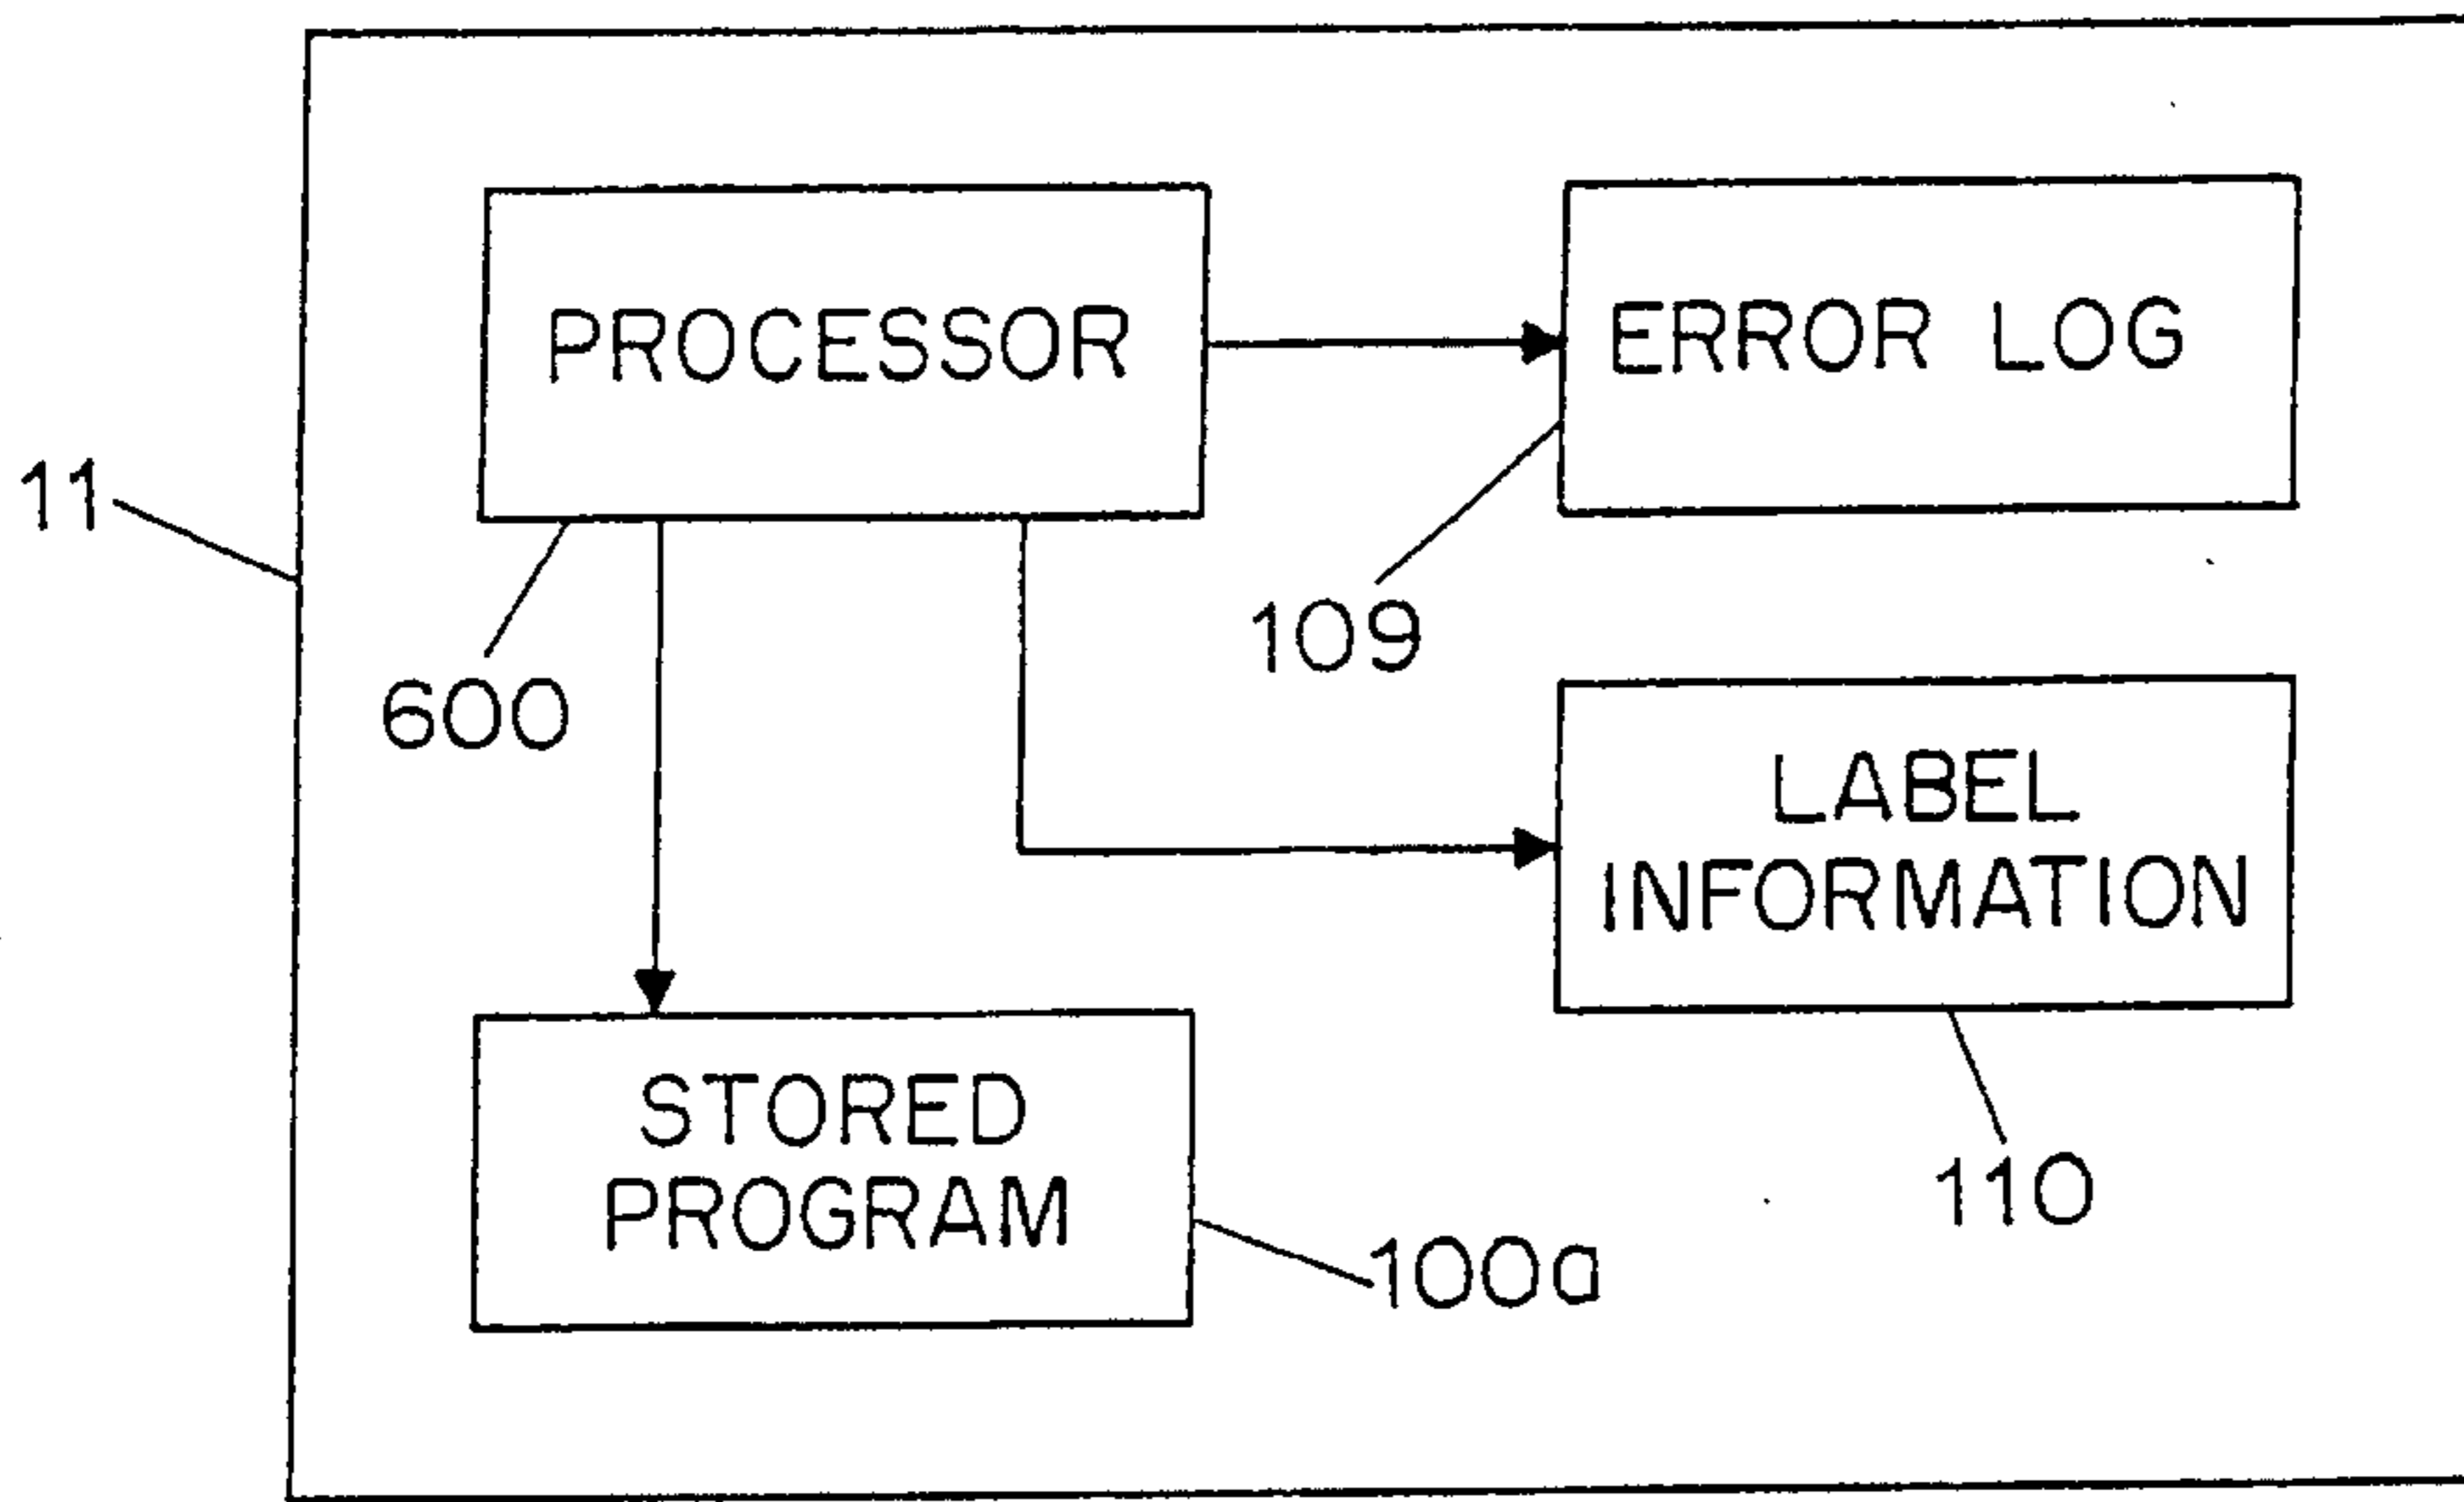 PROCESSOR
ERROR LOG
11
109
600
LABEL
INFORMATION
STORED
PROGRAM
110
100a